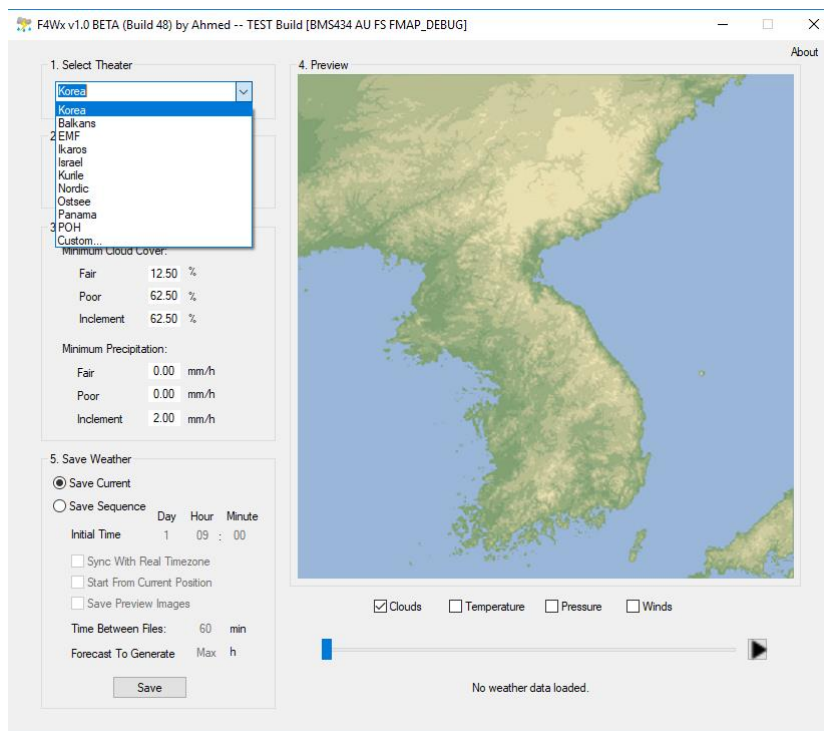 F4Wx v1.0 BETA (Build 48) by Ahmed -- TEST Build [BMS434 AU FS FMAP_DEBUG]
About
1. Select Theater
Korea
Korea
Balkans
EMF
Ikaros
Israel
Kurile
Nordic
Ostsee
Panama
POH
Custom...
2
3
Minimum Cloud Cover:
Fair 12.50 %
Poor 62.50 %
Inclement 62.50 %
Minimum Precipitation:
Fair 0.00 mm/h
Poor 0.00 mm/h
Inclement 2.00 mm/h
5. Save Weather
Save Current
Save Sequence
Day Hour Minute
Initial Time 1 09 : 00
Sync With Real Timezone
Start From Current Position
Save Preview Images
Time Between Files: 60 min
Forecast To Generate Max h
Save
4. Preview
Clouds Temperature Pressure Winds
No weather data loaded.